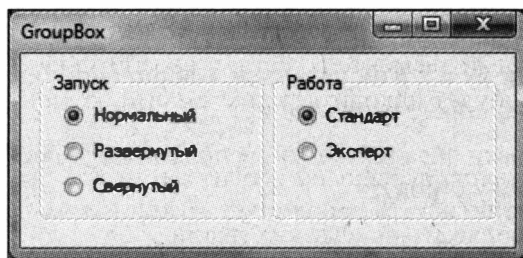 GroupBox
Запуск
Нормальный
Развернутый
Свернутый
Работа
Стандарт
Эксперт